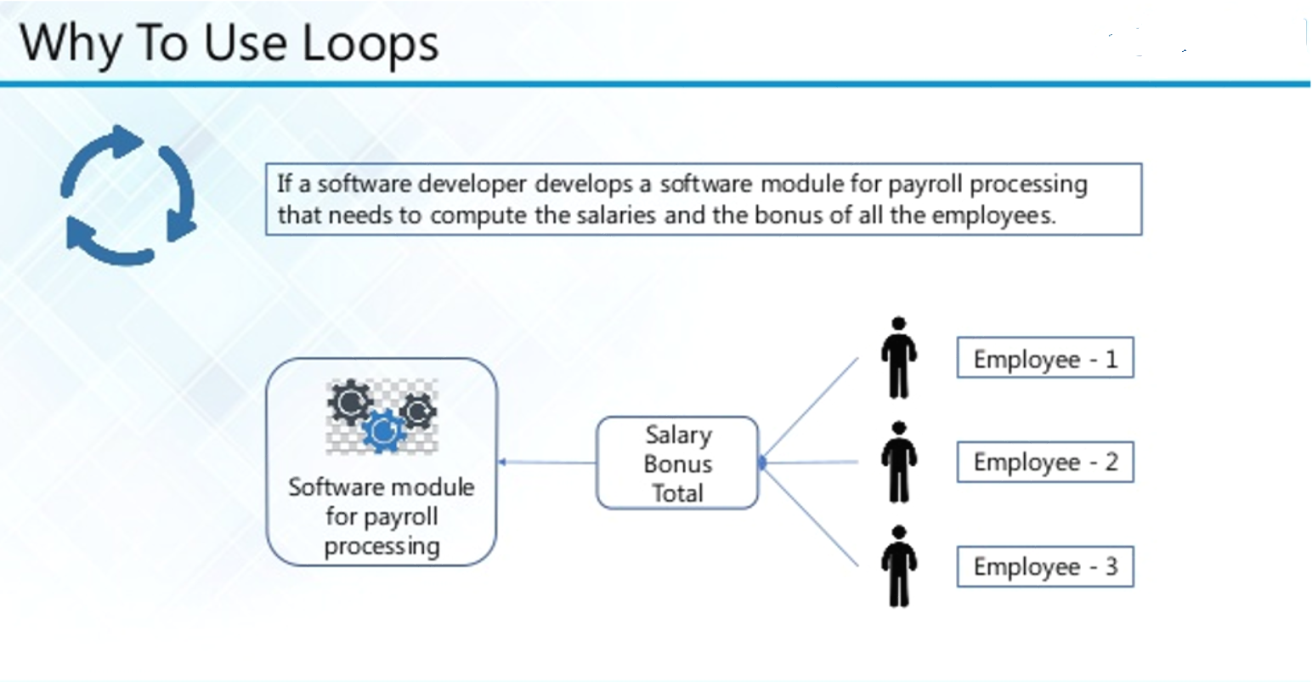 Why To Use Loops
If a software developer develops a software module for payroll processing
that needs to compute the salaries and the bonus of all the employees.
Software module
for payroll
processing
Salary
Bonus
Total
Employee - 1
Employee - 2
Employee - 3